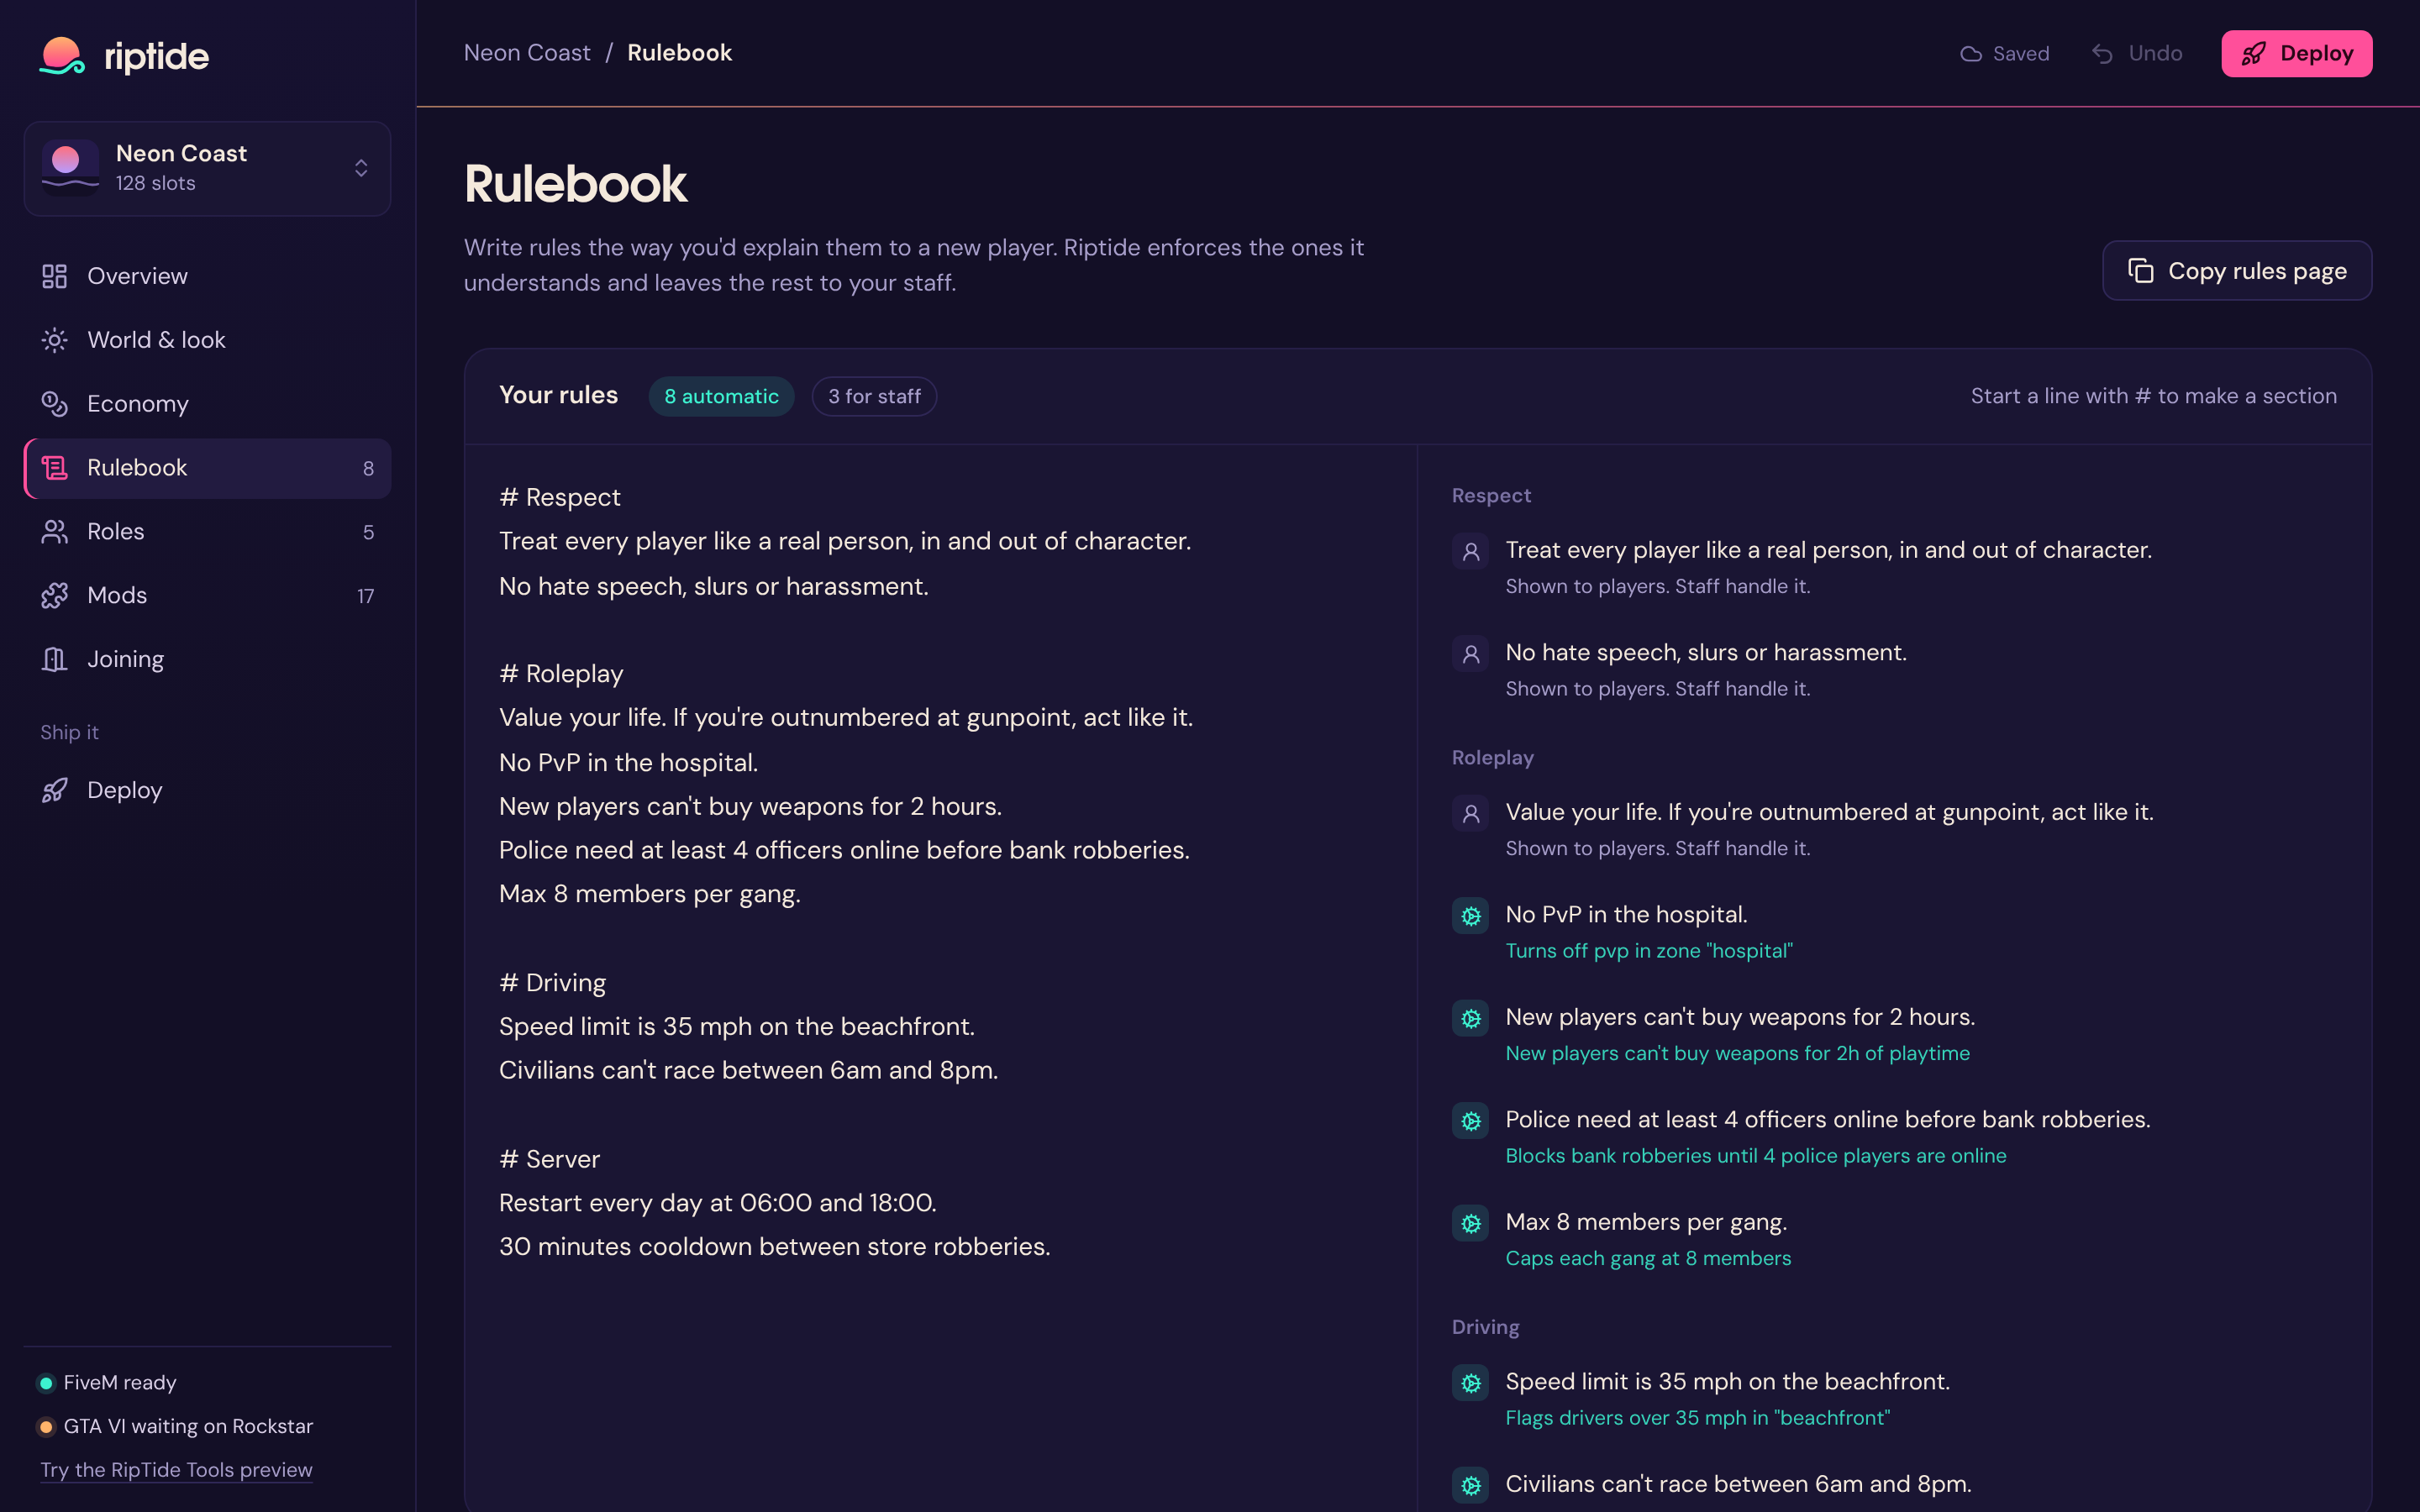 riptide
Neon Coast
128 slots
Overview
World & look
Economy
Rulebook 8
Roles 5
Mods 17
Joining
Ship it
Deploy
FiveM ready
GTA VI waiting on Rockstar
Try the RipTide Tools preview
Neon Coast / Rulebook
Saved
Undo
Deploy
Rulebook
Write rules the way you'd explain them to a new player. Riptide enforces the ones it
understands and leaves the rest to your staff.
Copy rules page
Your rules
8 automatic
3 for staff
Start a line with # to make a section
# Respect
Treat every player like a real person, in and out of character.
No hate speech, slurs or harassment.
# Roleplay
Value your life. If you're outnumbered at gunpoint, act like it.
No PvP in the hospital.
New players can't buy weapons for 2 hours.
Police need at least 4 officers online before bank robberies.
Max 8 members per gang.
# Driving
Speed limit is 35 mph on the beachfront.
Civilians can't race between 6am and 8pm.
# Server
Restart every day at 06:00 and 18:00.
30 minutes cooldown between store robberies.
Respect
Treat every player like a real person, in and out of character.
Shown to players. Staff handle it.
No hate speech, slurs or harassment.
Shown to players. Staff handle it.
Roleplay
Value your life. If you're outnumbered at gunpoint, act like it.
Shown to players. Staff handle it.
No PvP in the hospital.
Turns off pvp in zone "hospital"
New players can't buy weapons for 2 hours.
New players can't buy weapons for 2h of playtime
Police need at least 4 officers online before bank robberies.
Blocks bank robberies until 4 police players are online
Max 8 members per gang.
Caps each gang at 8 members
Driving
Speed limit is 35 mph on the beachfront.
Flags drivers over 35 mph in "beachfront"
Civilians can't race between 6am and 8pm.